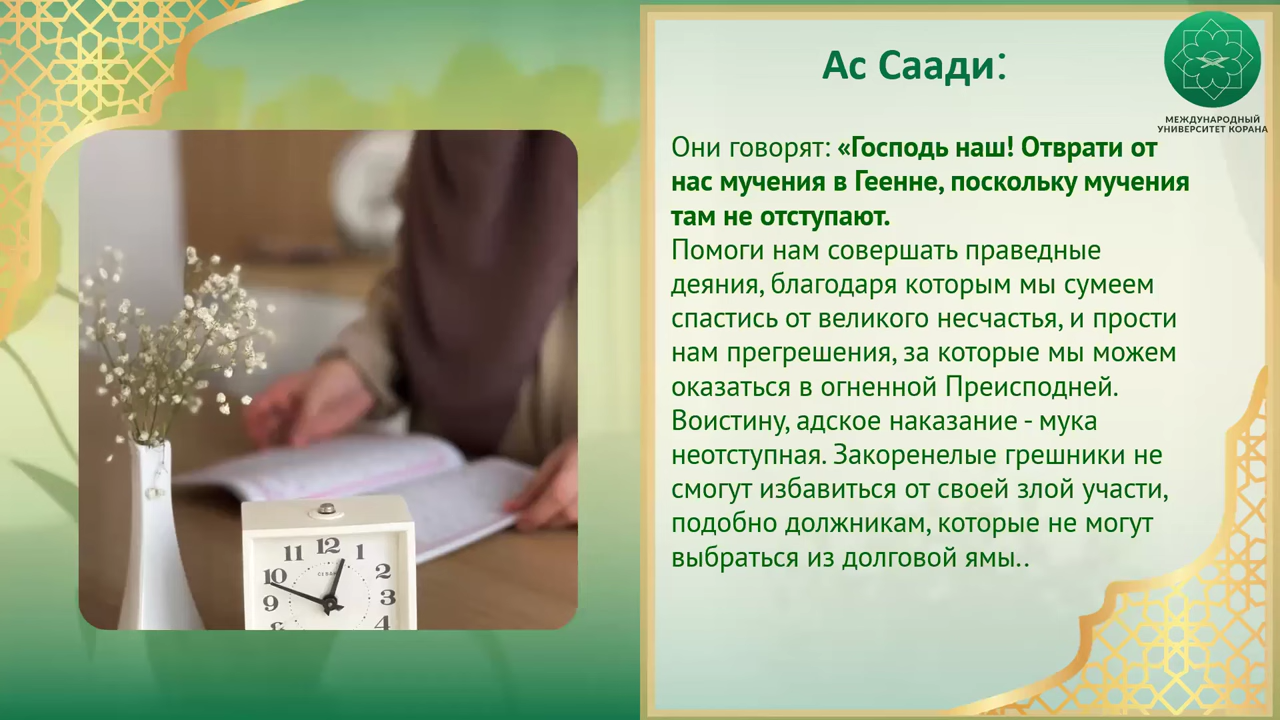 Ас Саади:
МЕЖДУНАРОДНЫЙ
УНИВЕРСИТЕТ КОРАНА
Они говорят: «Господь наш! Отврати от
нас мучения в Геенне, поскольку мучения
там не отступают.
Помоги нам совершать праведные
деяния, благодаря которым мы сумеем
спастись от великого несчастья, и прости
нам прегрешения, за которые мы можем
оказаться в огненной Преисподней.
Воистину, адское наказание - мука
неотступная. Закоренелые грешники не
смогут избавиться от своей злой участи,
подобно должникам, которые не могут
выбраться из долговой ямы..
11 12 1
10 2
9 3
8 4